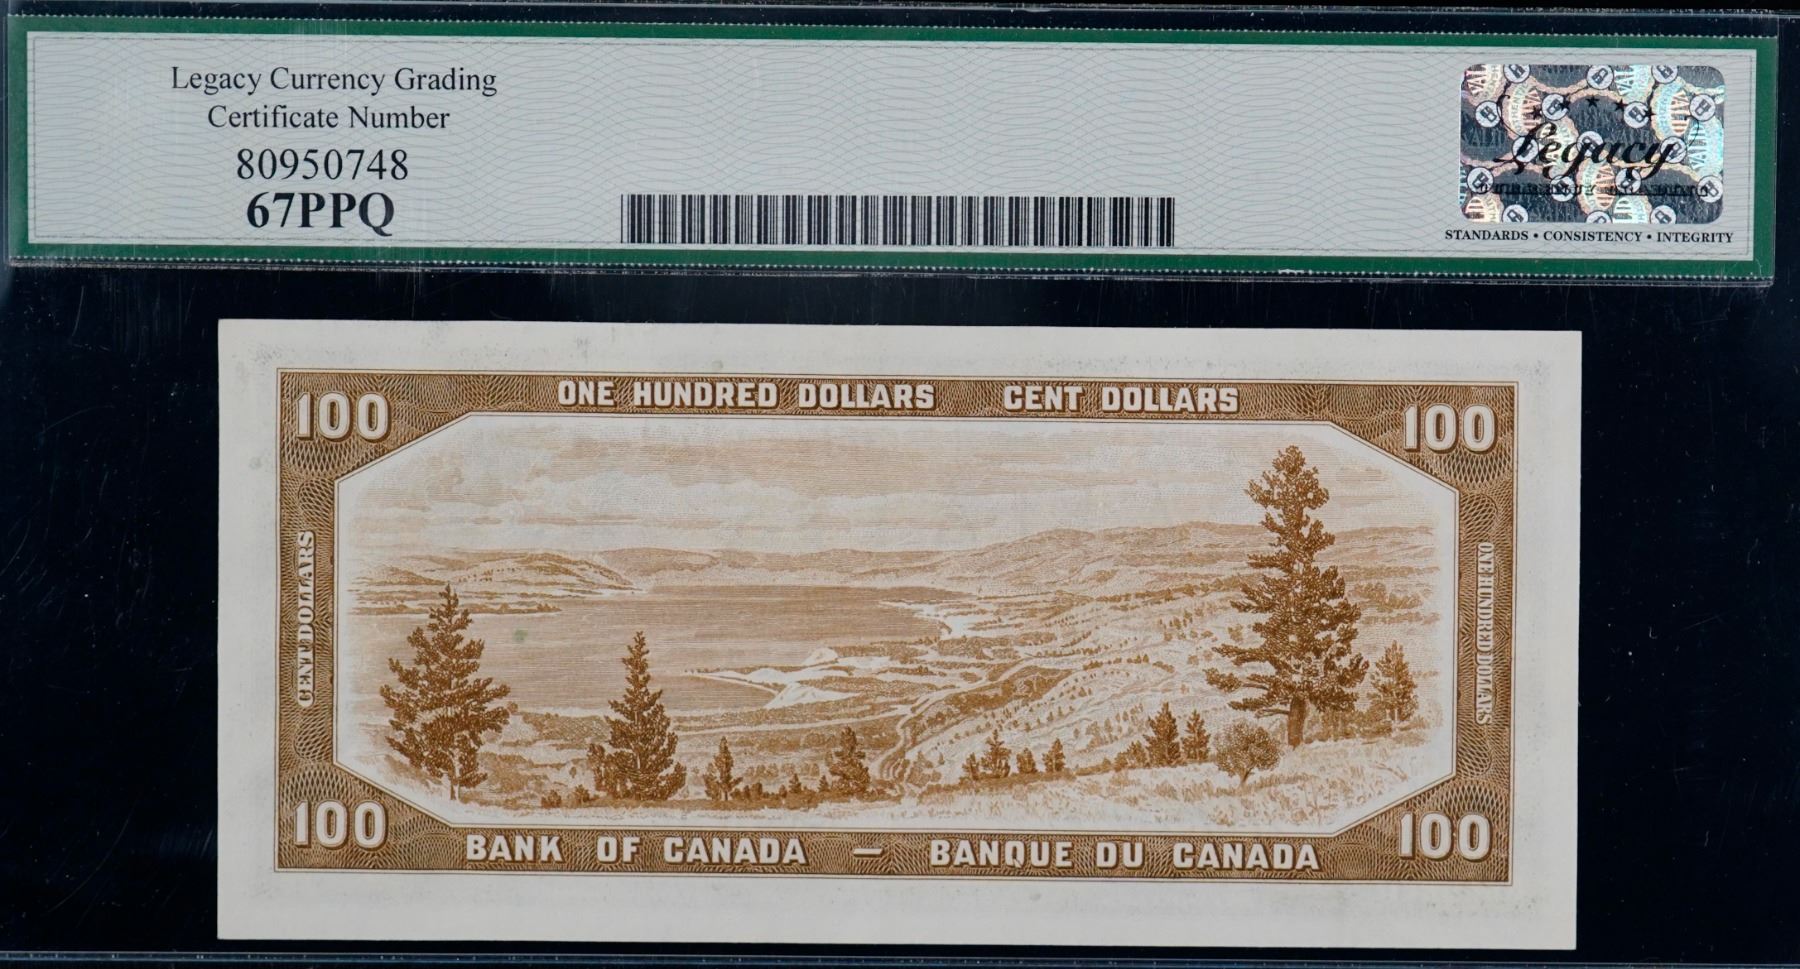 Legacy Currency Grading
Certificate Number
80950748
67PPQ
Legacy
STANDARDS • CONSISTENCY • INTEGRITY
100
ONE HUNDRED DOLLARS CENT DOLLARS
100
CENT DOLLARS
ONE HUNDRED DOLLARS
100
BANK OF CANADA — BANQUE DU CANADA
100